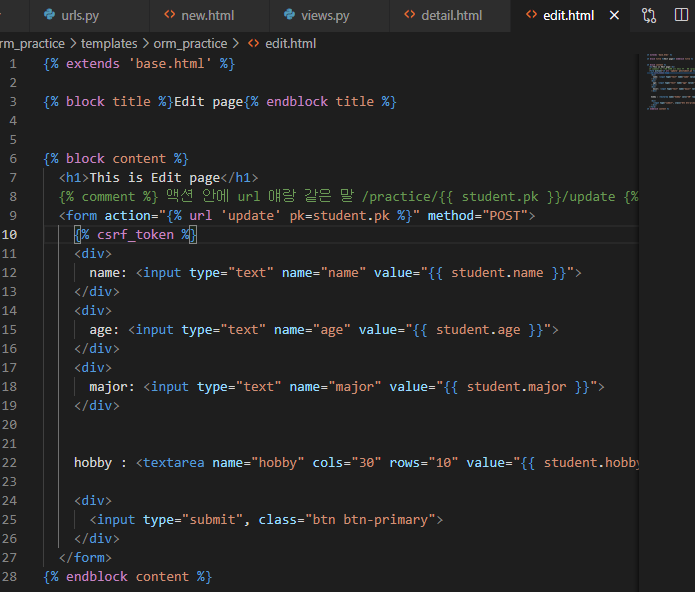 urls.py new.html views.py detail.html edit.html
orm_practice > templates > orm_practice > edit.html
1 {% extends 'base.html' %}
2
3 {% block title %}Edit page{% endblock title %}
4
5
6 {% block content %}
7 <h1>This is Edit page</h1>
8 {% comment %} 액션 안에 url 얘랑 같은 말 /practice/{{ student.pk }}/update {%
9 <form action="{% url 'update' pk=student.pk %}" method="POST">
10 {% csrf_token %}
11 <div>
12 name: <input type="text" name="name" value="{{ student.name }}">
13 </div>
14 <div>
15 age: <input type="text" name="age" value="{{ student.age }}">
16 </div>
17 <div>
18 major: <input type="text" name="major" value="{{ student.major }}">
19 </div>
20
21
22 hobby : <textarea name="hobby" cols="30" rows="10" value="{{ student.hobby
23
24 <div>
25 <input type="submit", class="btn btn-primary">
26 </div>
27 </form>
28 {% endblock content %}